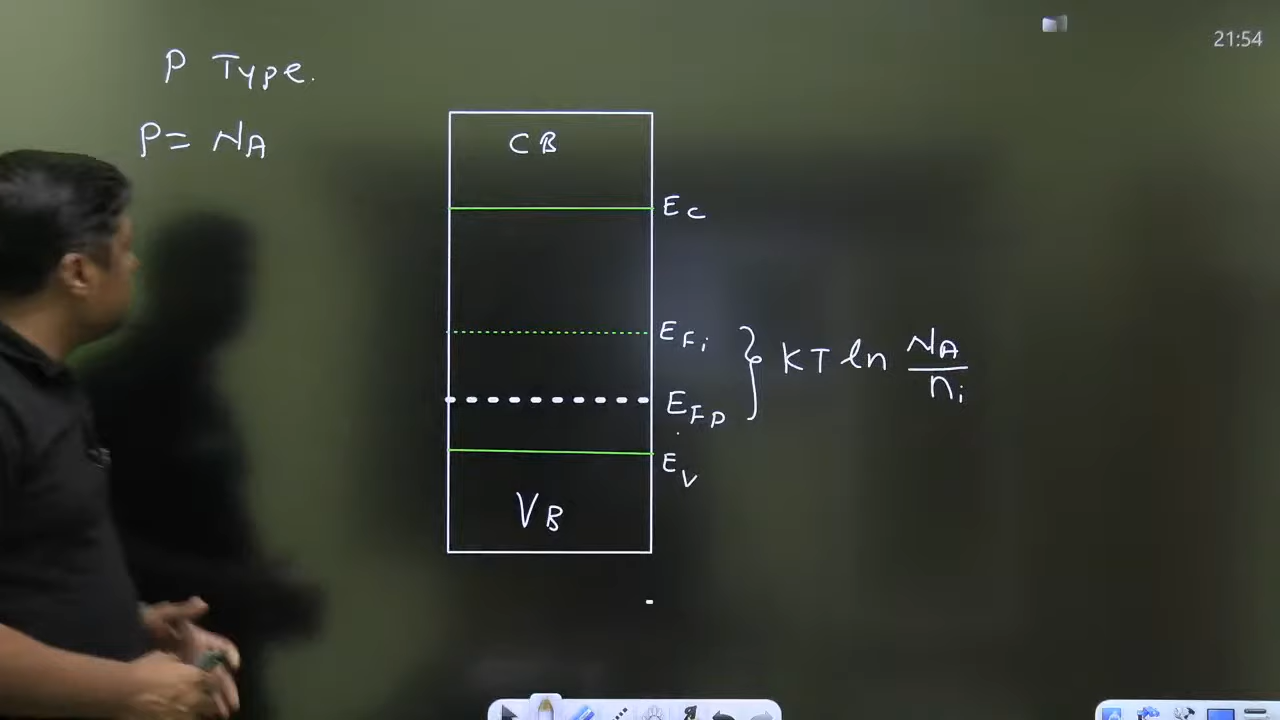 21:54
P Type.
P = NA
CB
Ec
EFi
KT ln NA/ni
EFP
EV
VB